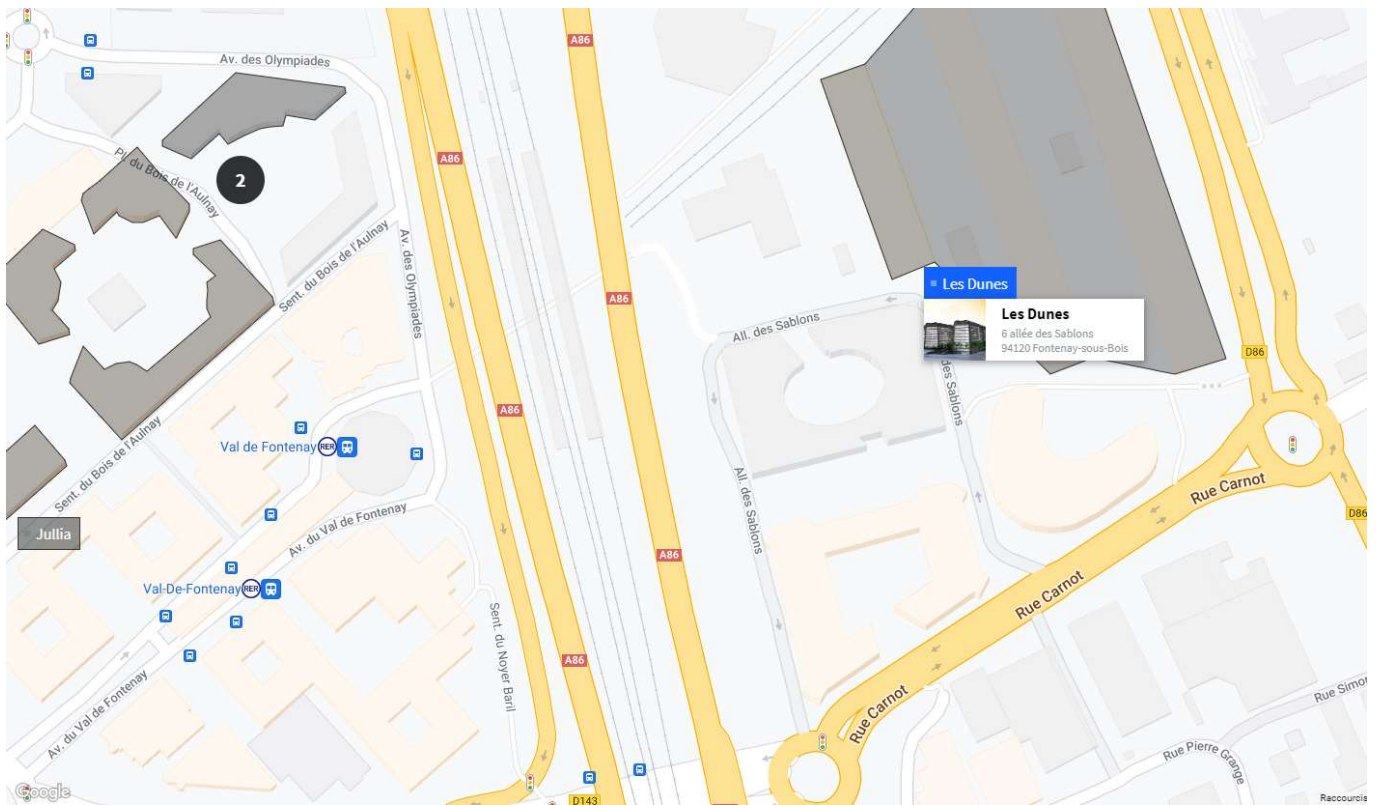 Av. des Olympiades
A86
A86
2
Pl. du Bois de l'Aulnay
Sent. du Bois de l'Aulnay
Av. des Olympiades
A86
Les Dunes
Les Dunes
6 allée des Sablons
94120 Fontenay-sous-Bois
All. des Sablons
des Sablons
D86
A86
Val de Fontenay
RER
Sent. du Bois de l'Aulnay
Rue Carnot
D86
Jullia
Av. du Val de Fontenay
All. des Sablons
A86
Val-De-Fontenay
RER
Rue Carnot
Sent. du Noyer Baril
A86
Av. du Val de Fontenay
Rue Carnot
Rue Simo
Rue Pierre Grange
Google
D143
Raccourcis